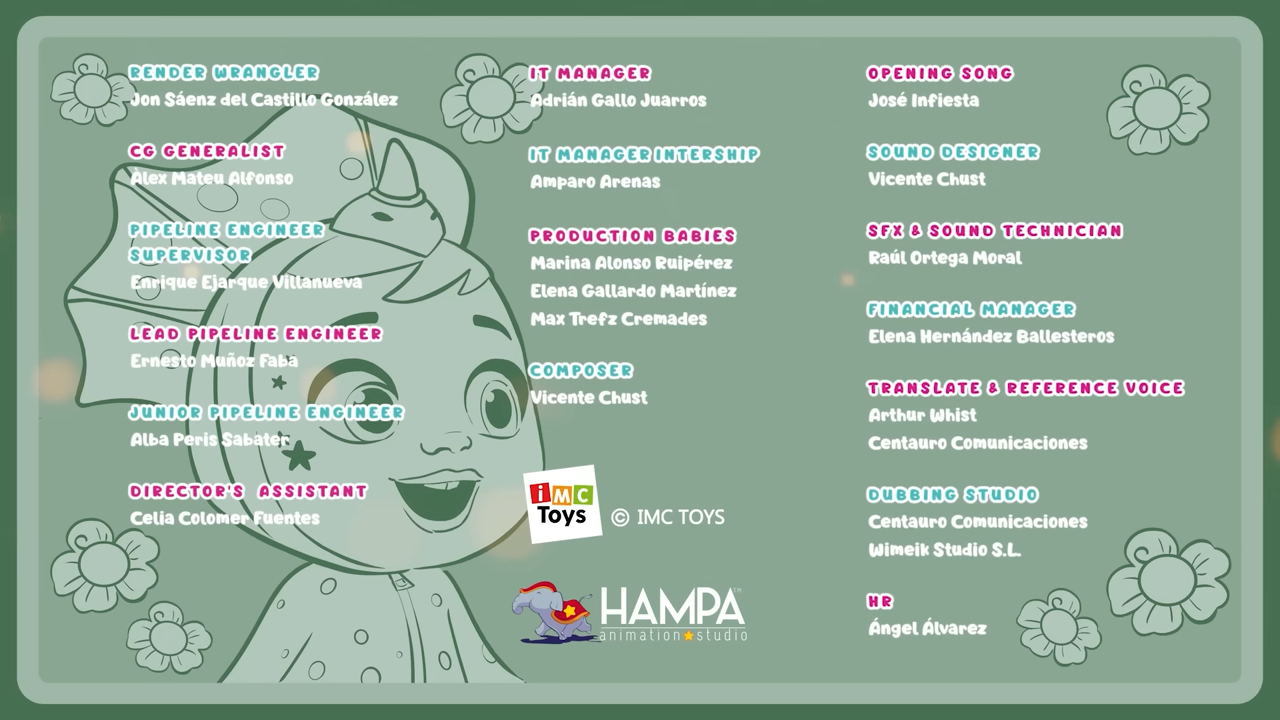 RENDER WRANGLER
Jon Sáenz del Castillo González
CG GENERALIST
Àlex Mateu Alfonso
PIPELINE ENGINEER
SUPERVISOR
Enrique Ejarque Villanueva
LEAD PIPELINE ENGINEER
Ernesto Muñoz Faba
JUNIOR PIPELINE ENGINEER
Alba Peris Sabater
DIRECTOR'S ASSISTANT
Celia Colomer Fuentes
IT MANAGER
Adrián Gallo Juarros
IT MANAGER INTERSHIP
Amparo Arenas
PRODUCTION BABIES
Marina Alonso Ruipérez
Elena Gallardo Martínez
Max Trefz Cremades
COMPOSER
Vicente Chust
iMC
Toys
© IMC TOYS
HAMPA™
animation studio
OPENING SONG
José Infiesta
SOUND DESIGNER
Vicente Chust
SFX & SOUND TECHNICIAN
Raúl Ortega Moral
FINANCIAL MANAGER
Elena Hernández Ballesteros
TRANSLATE & REFERENCE VOICE
Arthur Whist
Centauro Comunicaciones
DUBBING STUDIO
Centauro Comunicaciones
Wimeik Studio S.L.
HR
Ángel Álvarez